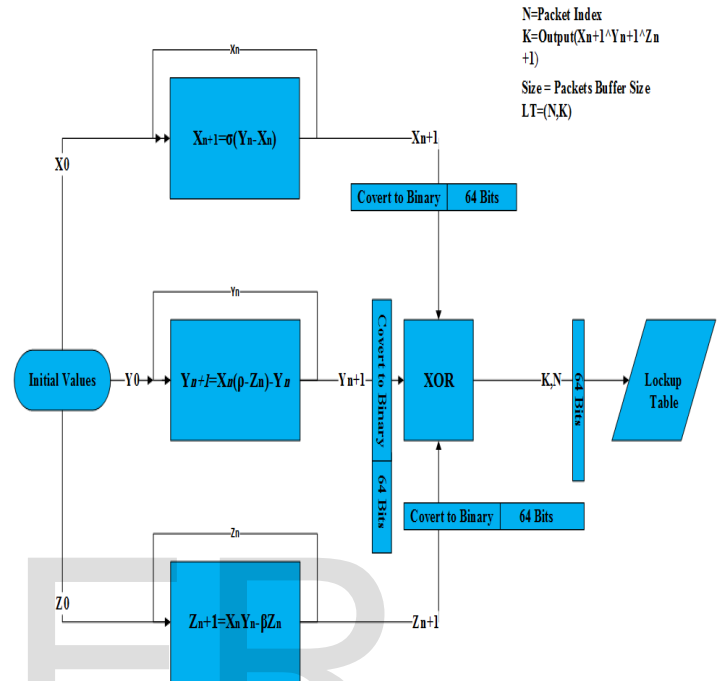 N=Packet Index
K=Output(Xn+1^Yn+1^Zn
+1)
Size = Packets Buffer Size
LT=(N,K)
Xn
Xn+1=σ(Yn-Xn)
X0
Xn+1
Covert to Binary 64 Bits
Yn
Initial Values
Y0
Yn+1=Xn(ρ-Zn)-Yn
Yn+1
Covert to Binary 64 Bits
XOR
K,N
64 Bits
Lockup
Table
Covert to Binary 64 Bits
Zn
Z0
Zn+1=XnYn-βZn
Zn+1
ER